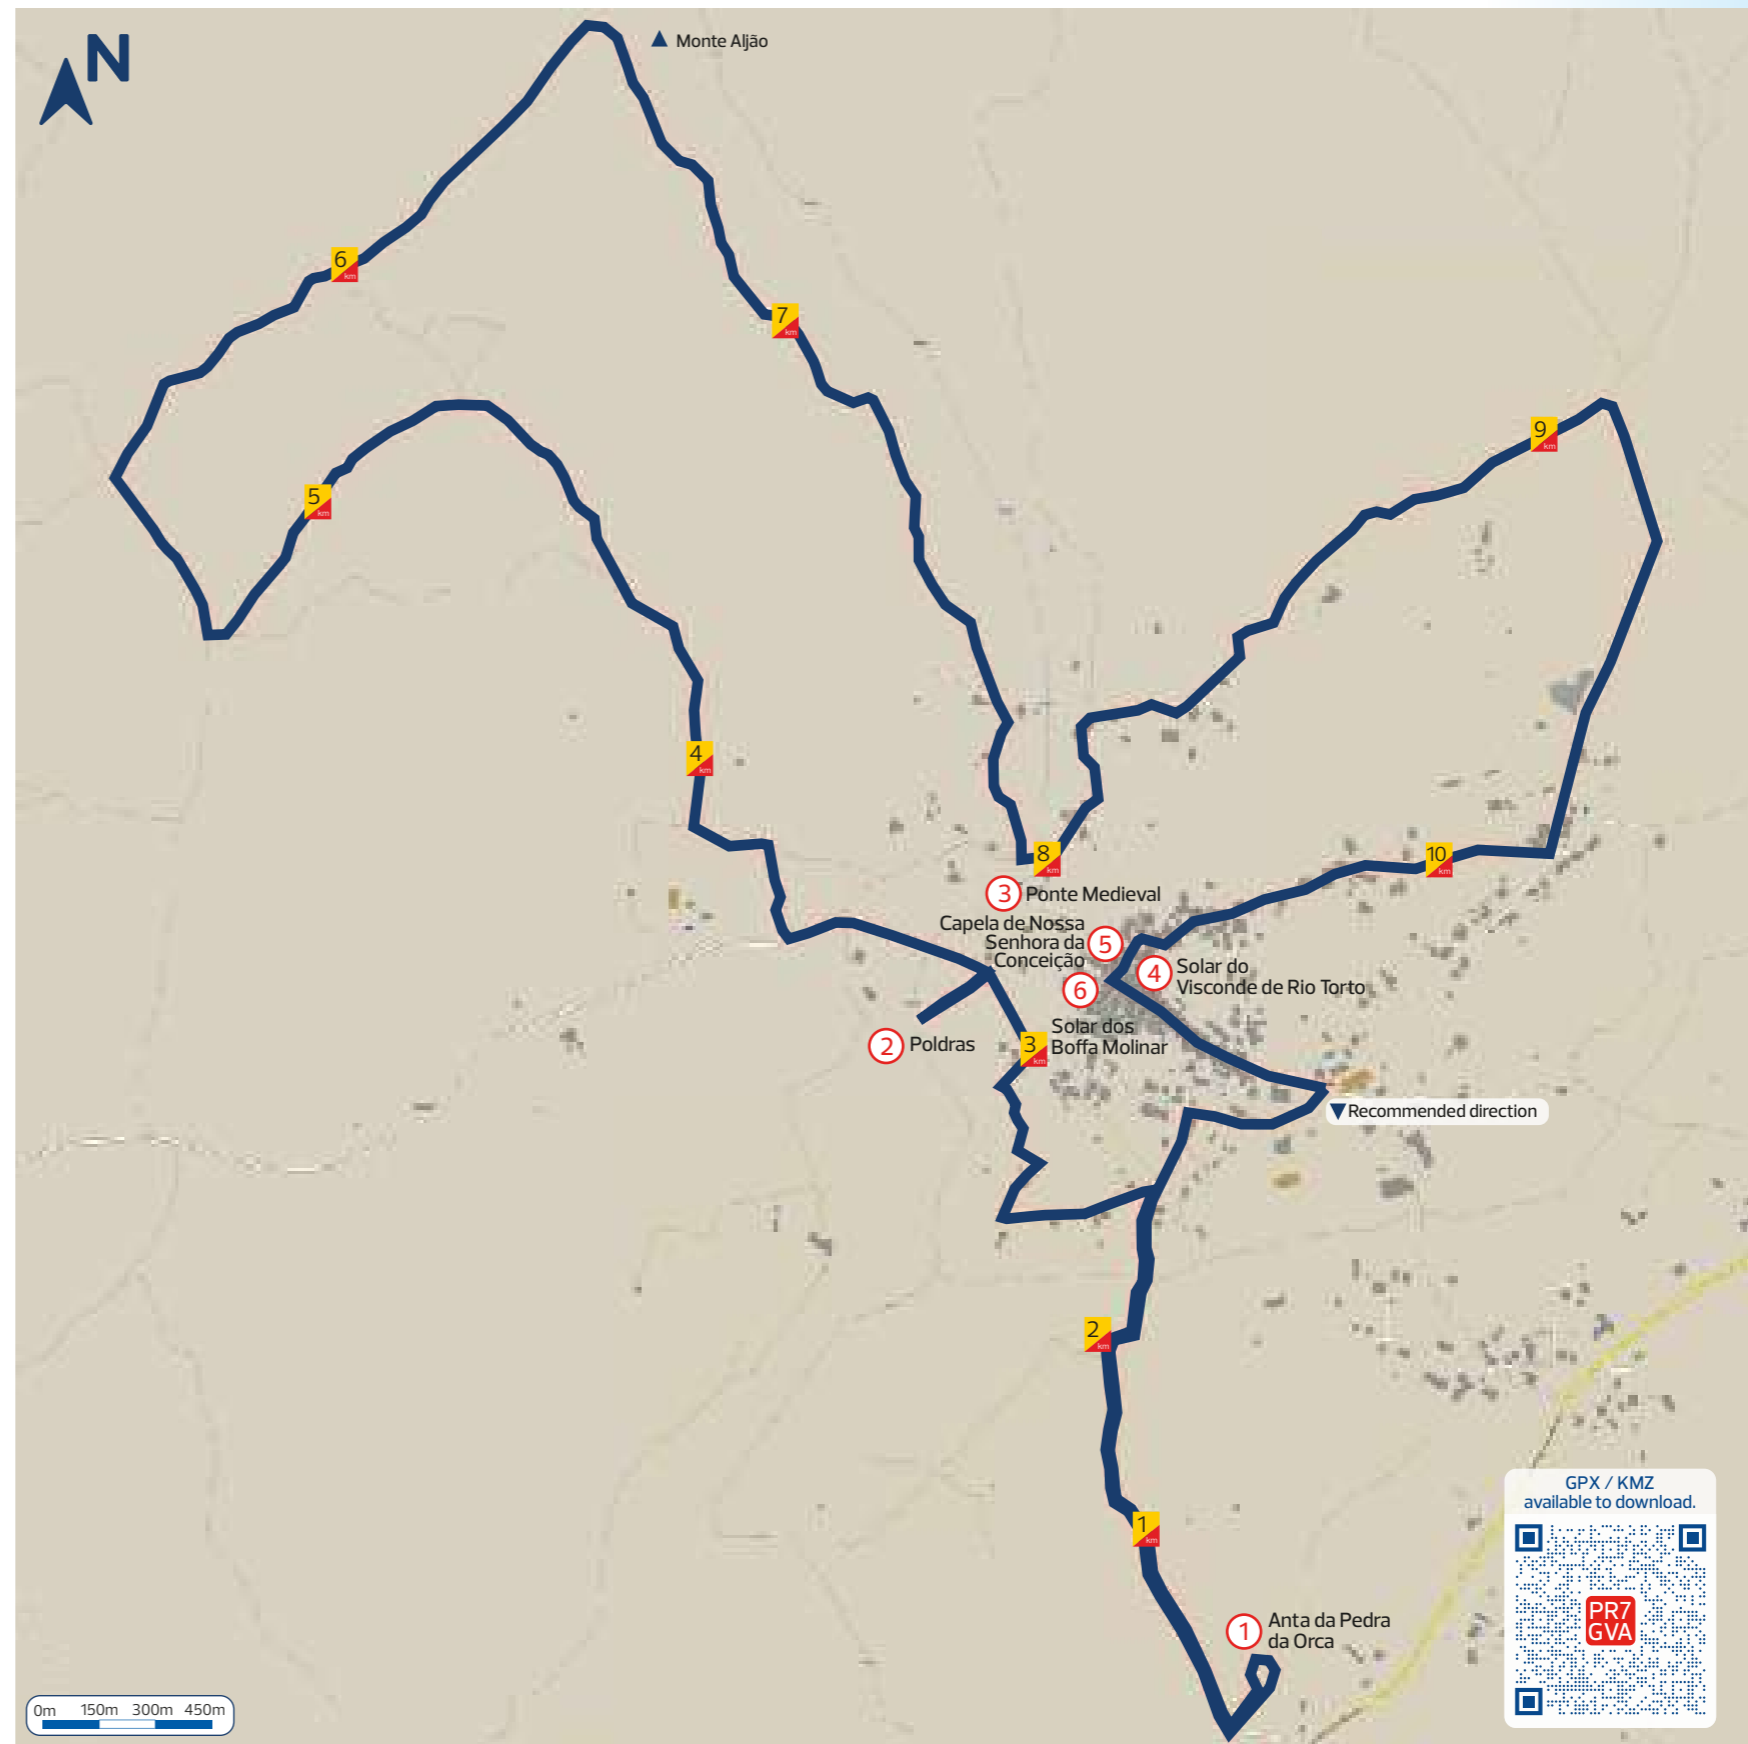 N
Monte Aljão
6
km
7
km
9
km
5
km
4
km
8
km
10
km
3
Ponte Medieval
Capela de Nossa
Senhora da
Conceição
5
4
Solar do
Visconde de Rio Torto
6
Solar dos
Boffa Molinar
2
Poldras
3
km
Recommended direction
2
km
1
km
1
Anta da Pedra
da Orca
GPX / KMZ
available to download.
PR7
GVA
0m 150m 300m 450m